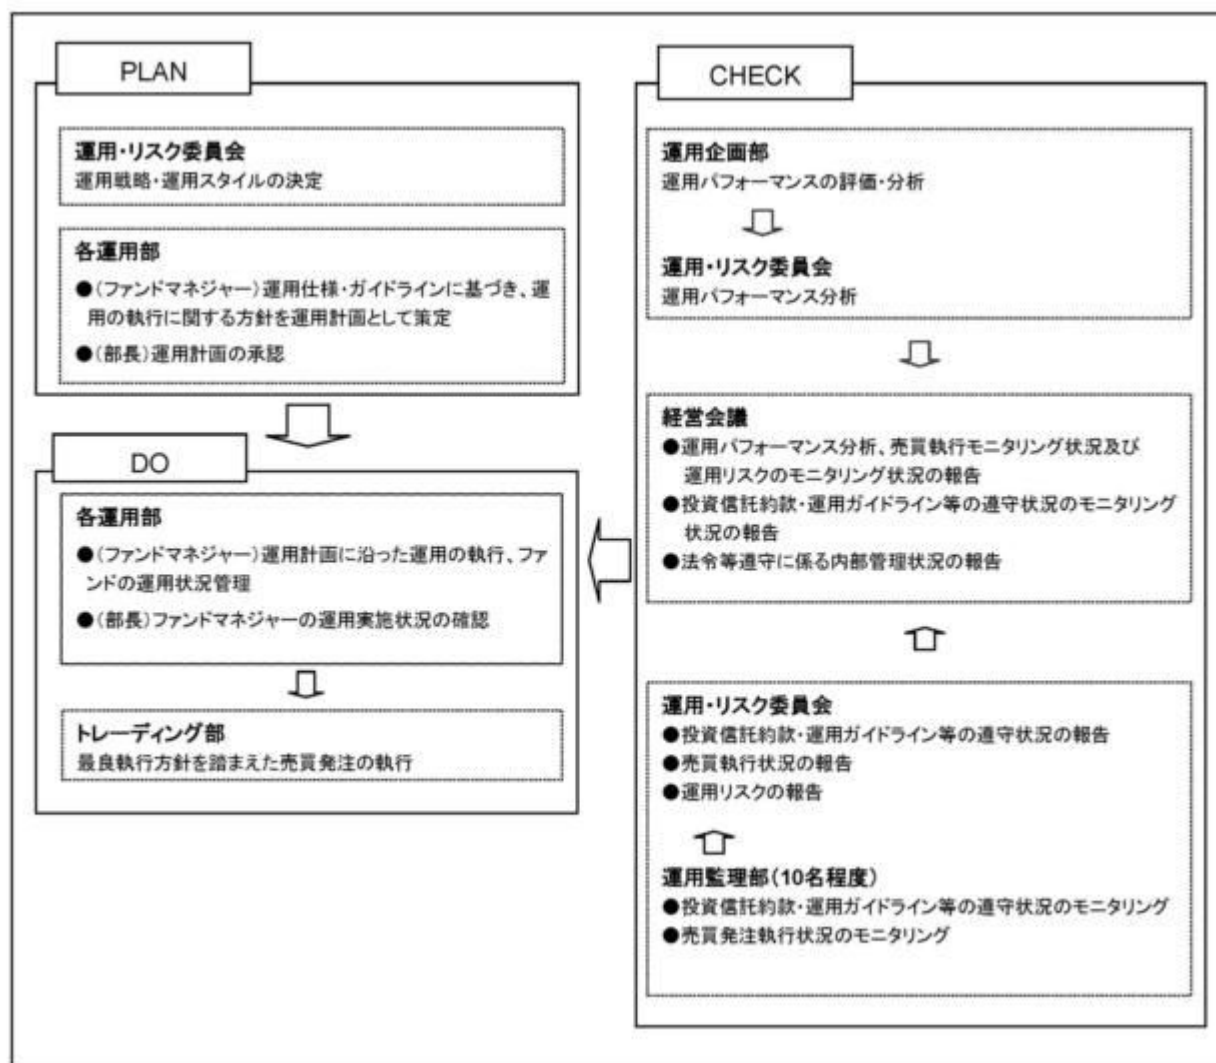 PLAN
運用・リスク委員会
運用戦略・運用スタイルの決定
各運用部
●(ファンドマネジャー)運用仕様・ガイドラインに基づき、運
用の執行に関する方針を運用計画として策定
●(部長)運用計画の承認
DO
各運用部
●(ファンドマネジャー)運用計画に沿った運用の執行、ファ
ンドの運用状況管理
●(部長)ファンドマネジャーの運用実施状況の確認
トレーディング部
最良執行方針を踏まえた売買発注の執行
CHECK
運用企画部
運用パフォーマンスの評価・分析
運用・リスク委員会
運用パフォーマンス分析
経営会議
●運用パフォーマンス分析、売買執行モニタリング状況及び
運用リスクのモニタリング状況の報告
●投資信託約款・運用ガイドライン等の遵守状況のモニタリング
状況の報告
●法令等遵守に係る内部管理状況の報告
運用・リスク委員会
●投資信託約款・運用ガイドライン等の遵守状況の報告
●売買執行状況の報告
●運用リスクの報告
運用監理部(10名程度)
●投資信託約款・運用ガイドライン等の遵守状況のモニタリング
●売買発注執行状況のモニタリング